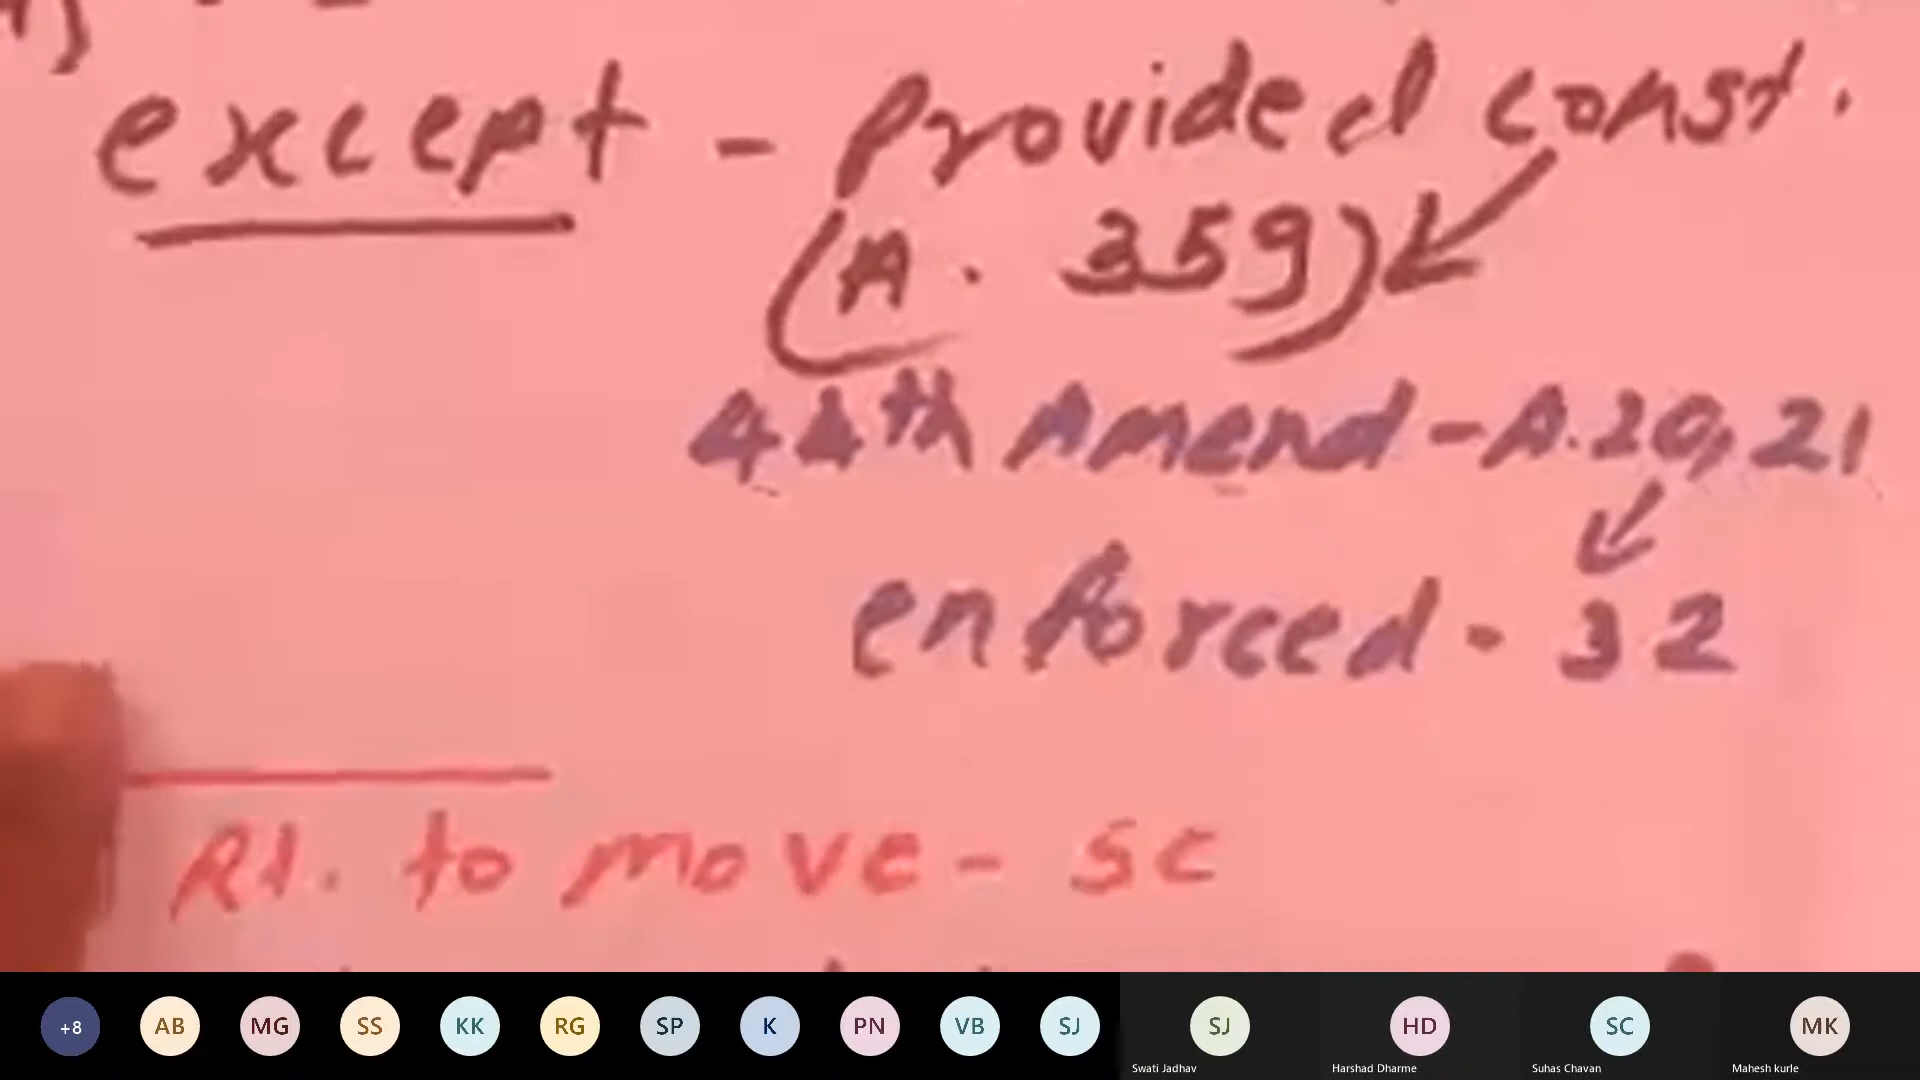 except - Provided const.
(A. 359)
44th Amend - A. 20, 21
enforced - 32
Rt. to move - SC
+8 AB MG SS KK RG SP K PN VB SJ SJ HD SC MK
Swati Jadhav Harshad Dharme Suhas Chavan Mahesh kurle